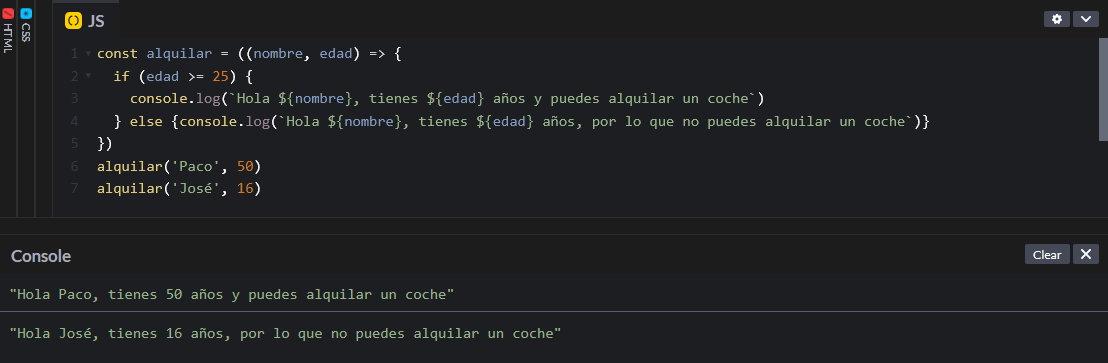 HTML
CSS
JS
1 const alquilar = ((nombre, edad) => {
2 if (edad >= 25) {
3 console.log(`Hola ${nombre}, tienes ${edad} años y puedes alquilar un coche`)
4 } else {console.log(`Hola ${nombre}, tienes ${edad} años, por lo que no puedes alquilar un coche`)}
5 })
6 alquilar('Paco', 50)
7 alquilar('José', 16)
Console
Clear
"Hola Paco, tienes 50 años y puedes alquilar un coche"
"Hola José, tienes 16 años, por lo que no puedes alquilar un coche"